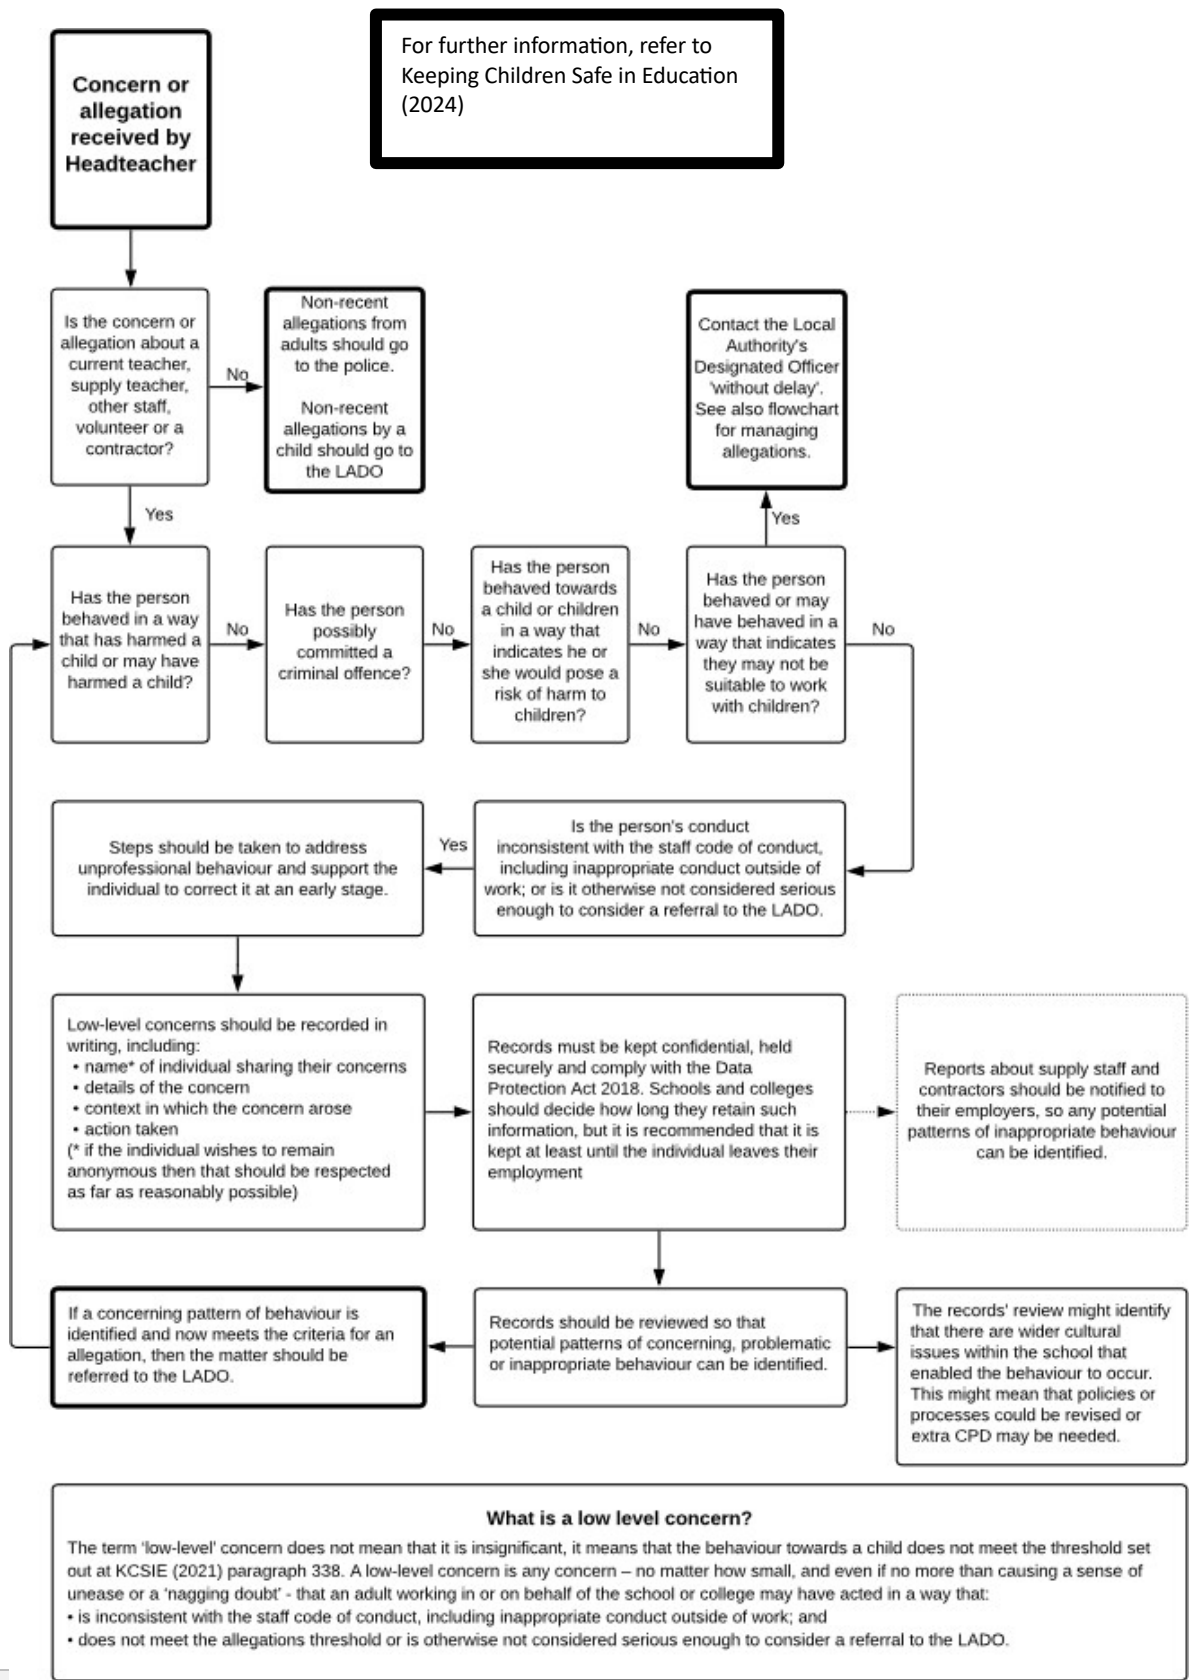 For further information, refer to
Keeping Children Safe in Education
(2024)
Concern or
allegation
received by
Headteacher
Is the concern or
allegation about a
current teacher,
supply teacher,
other staff,
volunteer or a
contractor?
No
Non-recent
allegations from
adults should go
to the police.
Non-recent
allegations by a
child should go to
the LADO
Contact the Local
Authority's
Designated Officer
'without delay'.
See also flowchart
for managing
allegations.
Yes
Yes
Has the person
behaved in a way
that has harmed a
child or may have
harmed a child?
No
Has the person
possibly
committed a
criminal offence?
No
Has the person
behaved towards
a child or children
in a way that
indicates he or
she would pose a
risk of harm to
children?
No
Has the person
behaved or may
have behaved in a
way that indicates
they may not be
suitable to work
with children?
No
Is the person's conduct
inconsistent with the staff code of conduct,
including inappropriate conduct outside of
work; or is it otherwise not considered serious
enough to consider a referral to the LADO.
Yes
Steps should be taken to address
unprofessional behaviour and support the
individual to correct it at an early stage.
Low-level concerns should be recorded in
writing, including:
• name* of individual sharing their concerns
• details of the concern
• context in which the concern arose
• action taken
(* if the individual wishes to remain
anonymous then that should be respected
as far as reasonably possible)
Records must be kept confidential, held
securely and comply with the Data
Protection Act 2018. Schools and colleges
should decide how long they retain such
information, but it is recommended that it is
kept at least until the individual leaves their
employment
Reports about supply staff and
contractors should be notified to
their employers, so any potential
patterns of inappropriate behaviour
can be identified.
If a concerning pattern of behaviour is
identified and now meets the criteria for an
allegation, then the matter should be
referred to the LADO.
Records should be reviewed so that
potential patterns of concerning, problematic
or inappropriate behaviour can be identified.
The records' review might identify
that there are wider cultural
issues within the school that
enabled the behaviour to occur.
This might mean that policies or
processes could be revised or
extra CPD may be needed.
What is a low level concern?
The term 'low-level' concern does not mean that it is insignificant, it means that the behaviour towards a child does not meet the threshold set
out at KCSIE (2021) paragraph 338. A low-level concern is any concern – no matter how small, and even if no more than causing a sense of
unease or a 'nagging doubt' - that an adult working in or on behalf of the school or college may have acted in a way that:
• is inconsistent with the staff code of conduct, including inappropriate conduct outside of work; and
• does not meet the allegations threshold or is otherwise not considered serious enough to consider a referral to the LADO.